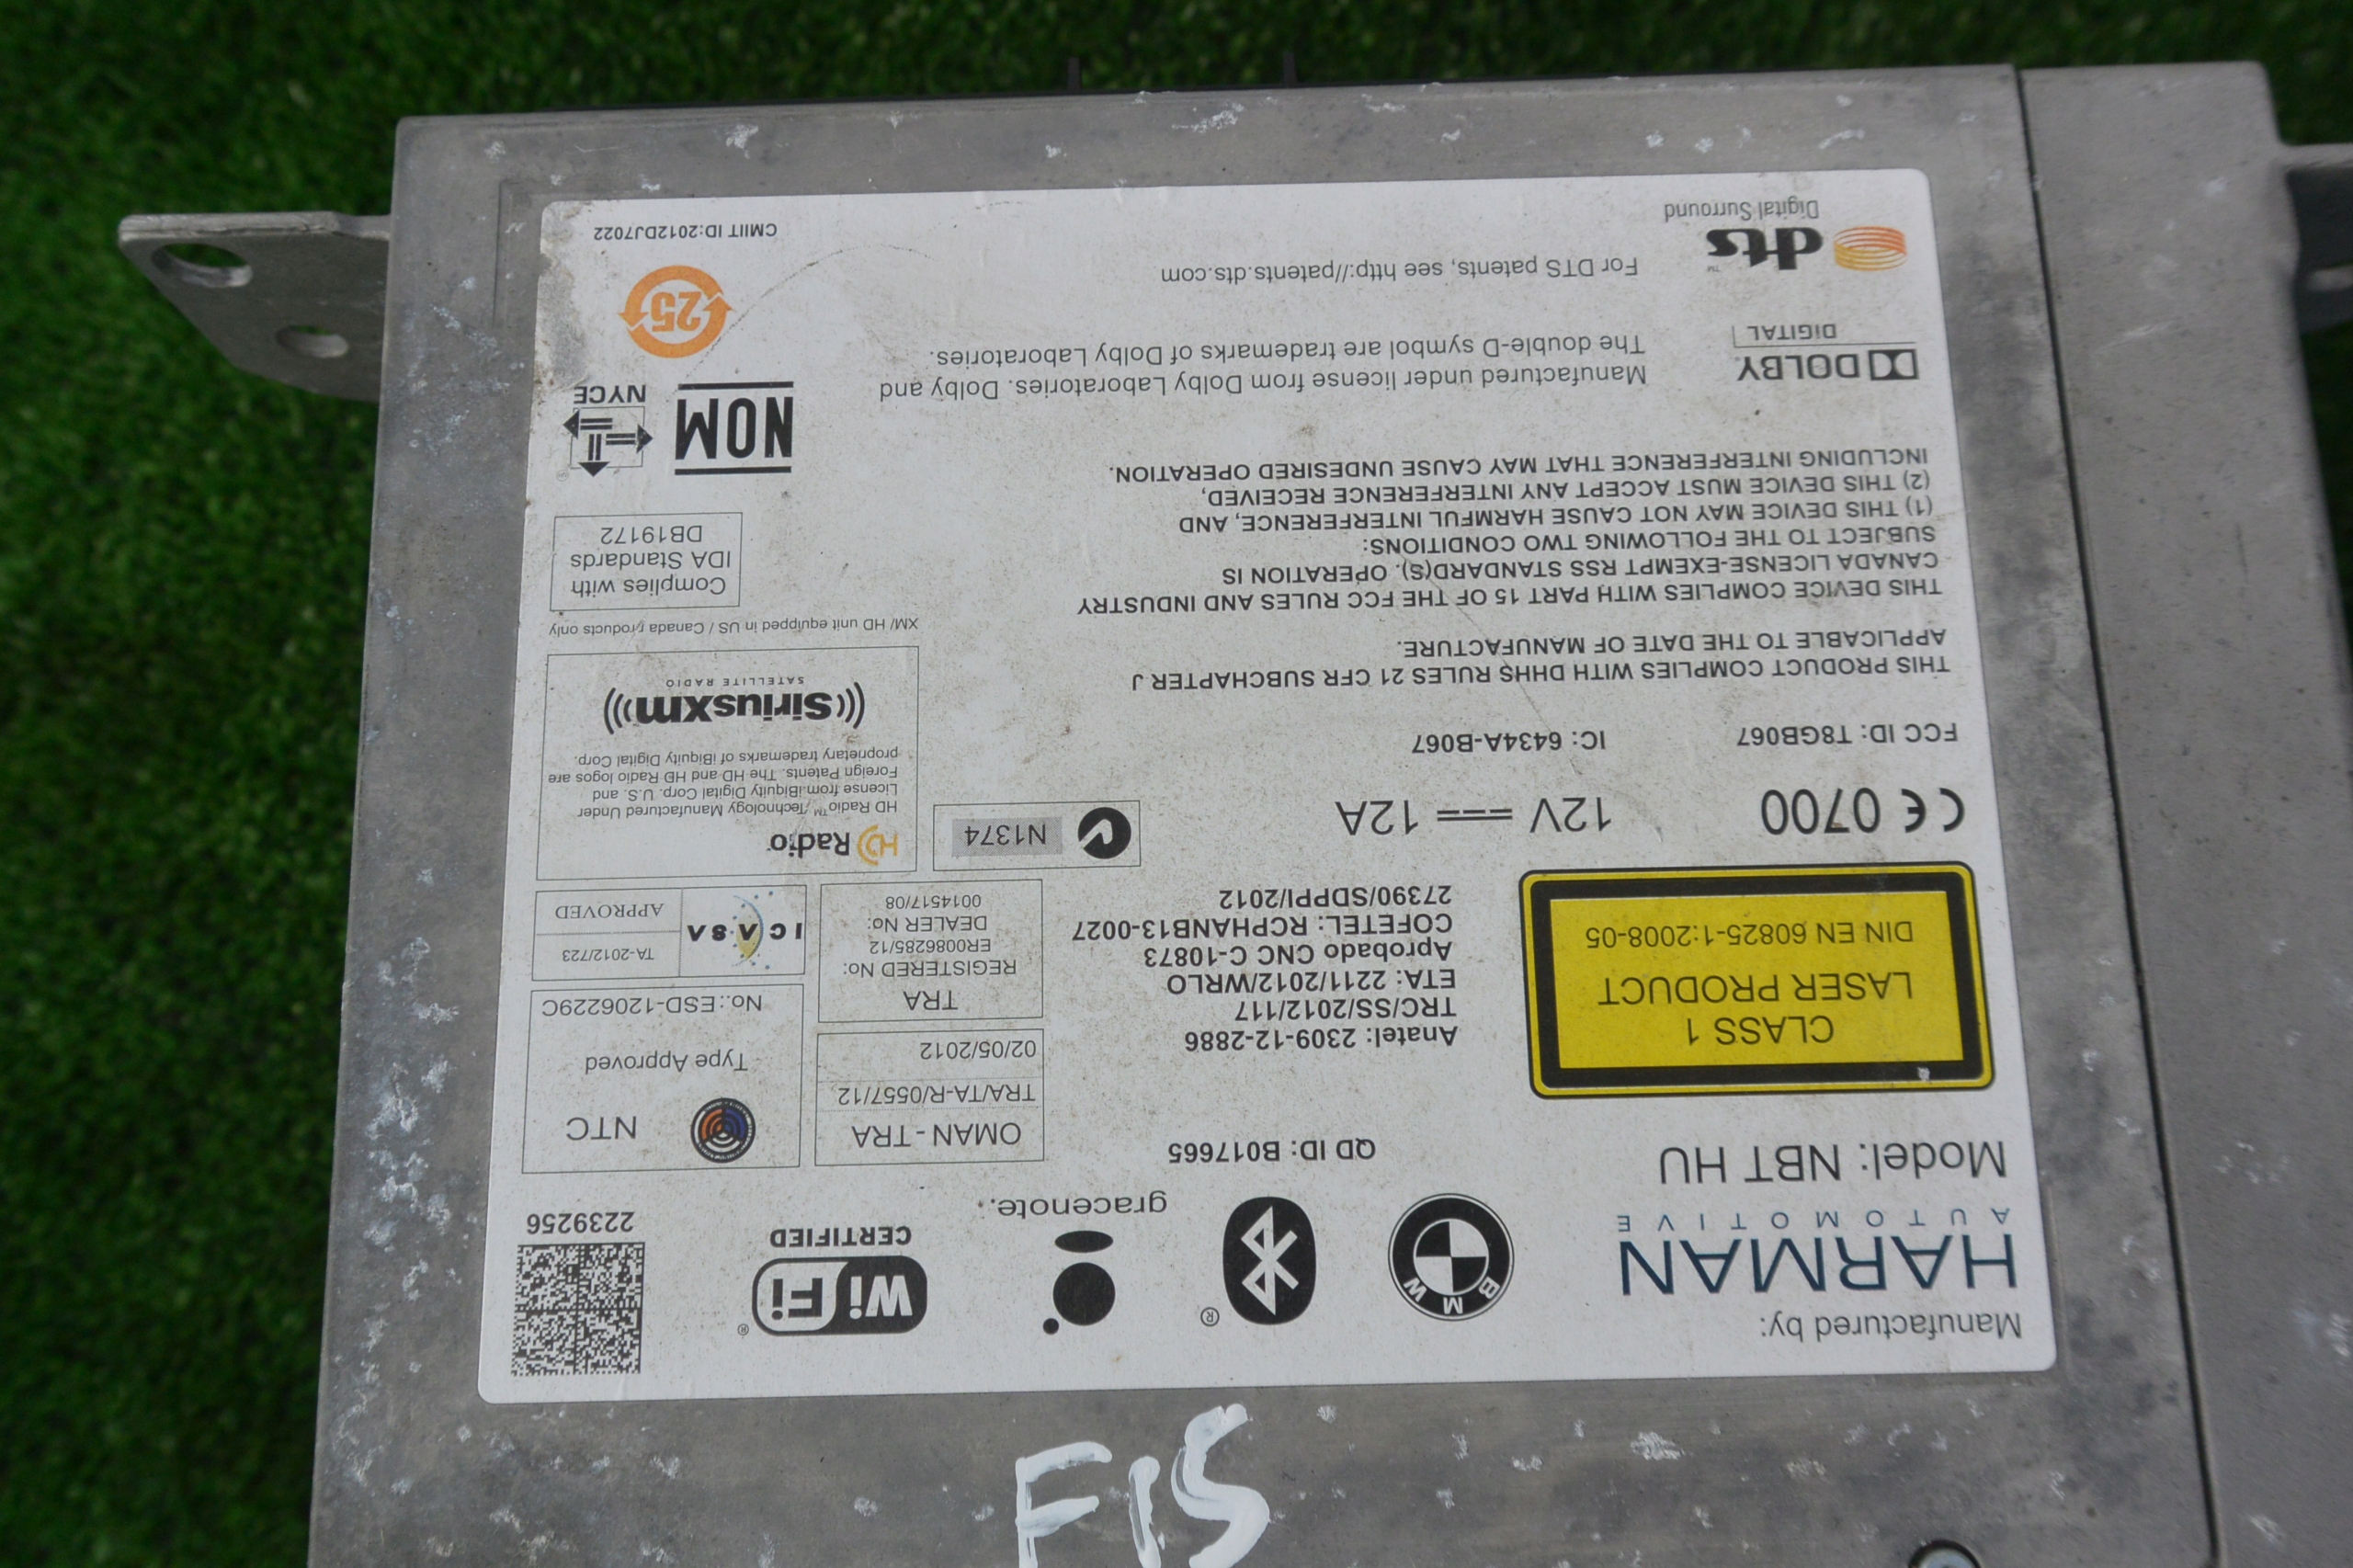 Manufactured by:
HARMAN
AUTOMOTIVE
BMW
gracenote.
Wi Fi
CERTIFIED
2239256
Model: NBT HU
QD ID: B017665
CLASS 1
LASER PRODUCT
DIN EN 60825-1:2008-05
Anatel: 2309-12-2886
TRC/SS/2012/117
ETA: 2211/2012/WRLO
Aprobado CNC C-10873
COFETEL: RCPHANB13-0027
27390/SDPPI/2012
OMAN-TRA
TRA/TA-R/0557/12
02/05/2012
NTC
Type Approved
No.:ESD-1206229C
TRA
REGISTERED No:
ER0086285/12
DEALER No:
0014517/08
ICASA
TA-2012/723
APPROVED
CE 0700
12V 12A
N1374
HD Radio
HD Radio™ Technology Manufactured Under
License from iBiquity Digital Corp. U.S. and
Foreign Patents. The HD and HD Radio logos are
proprietary trademarks of iBiquity Digital Corp.
SiriusXm
SATELLITE RADIO
XM/ HD unit equipped in US / Canada products only
FCC ID: T8GB067
IC: 6434A-B067
THIS PRODUCT COMPLIES WITH DHHS RULES 21 CFR SUBCHAPTER J
APPLICABLE TO THE DATE OF MANUFACTURE.
THIS DEVICE COMPLIES WITH PART 15 OF THE FCC RULES AND INDUSTRY
CANADA LICENSE-EXEMPT RSS STANDARD(S). OPERATION IS
SUBJECT TO THE FOLLOWING TWO CONDITIONS:
(1) THIS DEVICE MAY NOT CAUSE HARMFUL INTERFERENCE, AND
(2) THIS DEVICE MUST ACCEPT ANY INTERFERENCE RECEIVED,
INCLUDING INTERFERENCE THAT MAY CAUSE UNDESIRED OPERATION.
Complies with
IDA Standards
DB19172
NOM
NYCE
DOLBY
DIGITAL
Manufactured under license from Dolby Laboratories. Dolby and
The double-D symbol are trademarks of Dolby Laboratories.
25
dts™
Digital Surround
For DTS patents, see http://patents.dts.com
CMIIT ID:2012DJ7022
F15